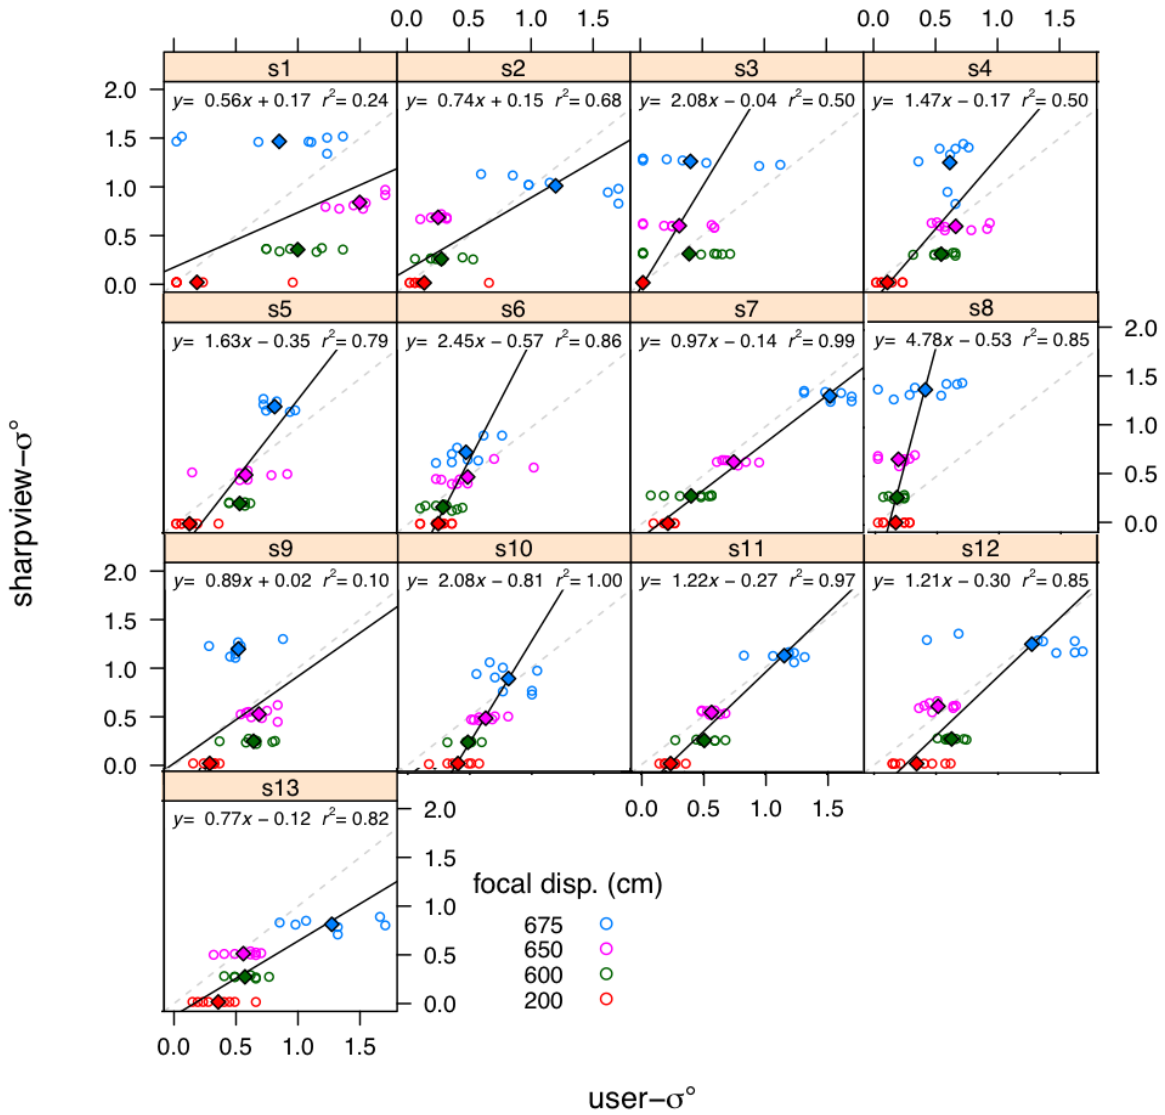 0.0 0.5 1.0 1.5 0.0 0.5 1.0 1.5
s1 s2 s3 s4
y= 0.56x + 0.17 r²= 0.24 y= 0.74x + 0.15 r²= 0.68 y= 2.08x − 0.04 r²= 0.50 y= 1.47x − 0.17 r²= 0.50
2.0
1.5
1.0
0.5
0.0
s5 s6 s7 s8
y= 1.63x − 0.35 r²= 0.79 y= 2.45x − 0.57 r²= 0.86 y= 0.97x − 0.14 r²= 0.99 y= 4.78x − 0.53 r²= 0.85
2.0
1.5
1.0
0.5
0.0
sharpview−σ°
s9 s10 s11 s12
y= 0.89x + 0.02 r²= 0.10 y= 2.08x − 0.81 r²= 1.00 y= 1.22x − 0.27 r²= 0.97 y= 1.21x − 0.30 r²= 0.85
2.0
1.5
1.0
0.5
0.0
s13
0.0 0.5 1.0 1.5
y= 0.77x − 0.12 r²= 0.82
2.0
1.5
1.0
0.5
0.0
focal disp. (cm)
675
650
600
200
0.0 0.5 1.0 1.5
user−σ°